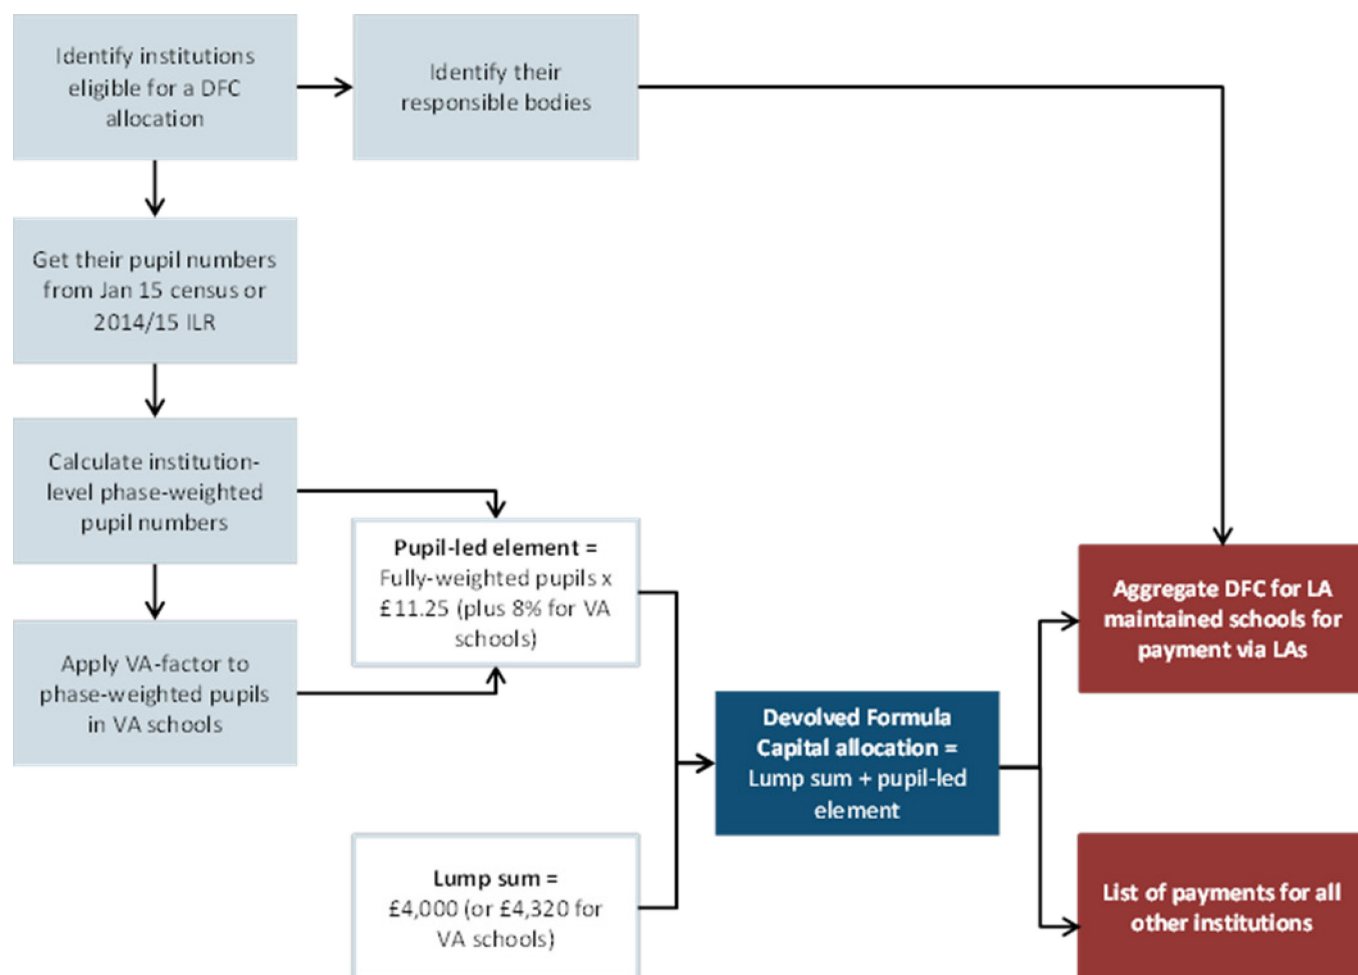 Identify institutions
eligible for a DFC
allocation
Identify their
responsible bodies
Get their pupil numbers
from Jan 15 census or
2014/15 ILR
Calculate institution-
level phase-weighted
pupil numbers
Apply VA-factor to
phase-weighted pupils
in VA schools
Pupil-led element =
Fully-weighted pupils x
£11.25 (plus 8% for VA
schools)
Lump sum =
£4,000 (or £4,320 for
VA schools)
Devolved Formula
Capital allocation =
Lump sum + pupil-led
element
Aggregate DFC for LA
maintained schools for
payment via LAs
List of payments for all
other institutions